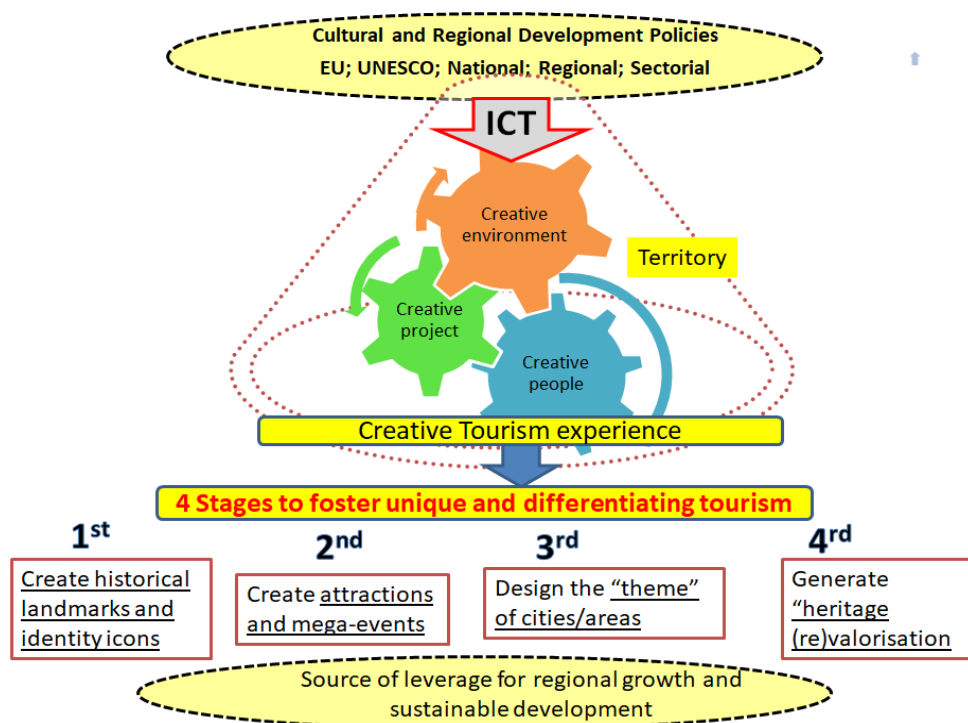 Cultural and Regional Development Policies
EU; UNESCO; National; Regional; Sectorial
ICT
Creative
environment
Territory
Creative
project
Creative
people
Creative Tourism experience
4 Stages to foster unique and differentiating tourism
1st
Create historical
landmarks and
identity icons
2nd
Create attractions
and mega-events
3rd
Design the “theme”
of cities/areas
4rd
Generate
“heritage
(re)valorisation
Source of leverage for regional growth and
sustainable development